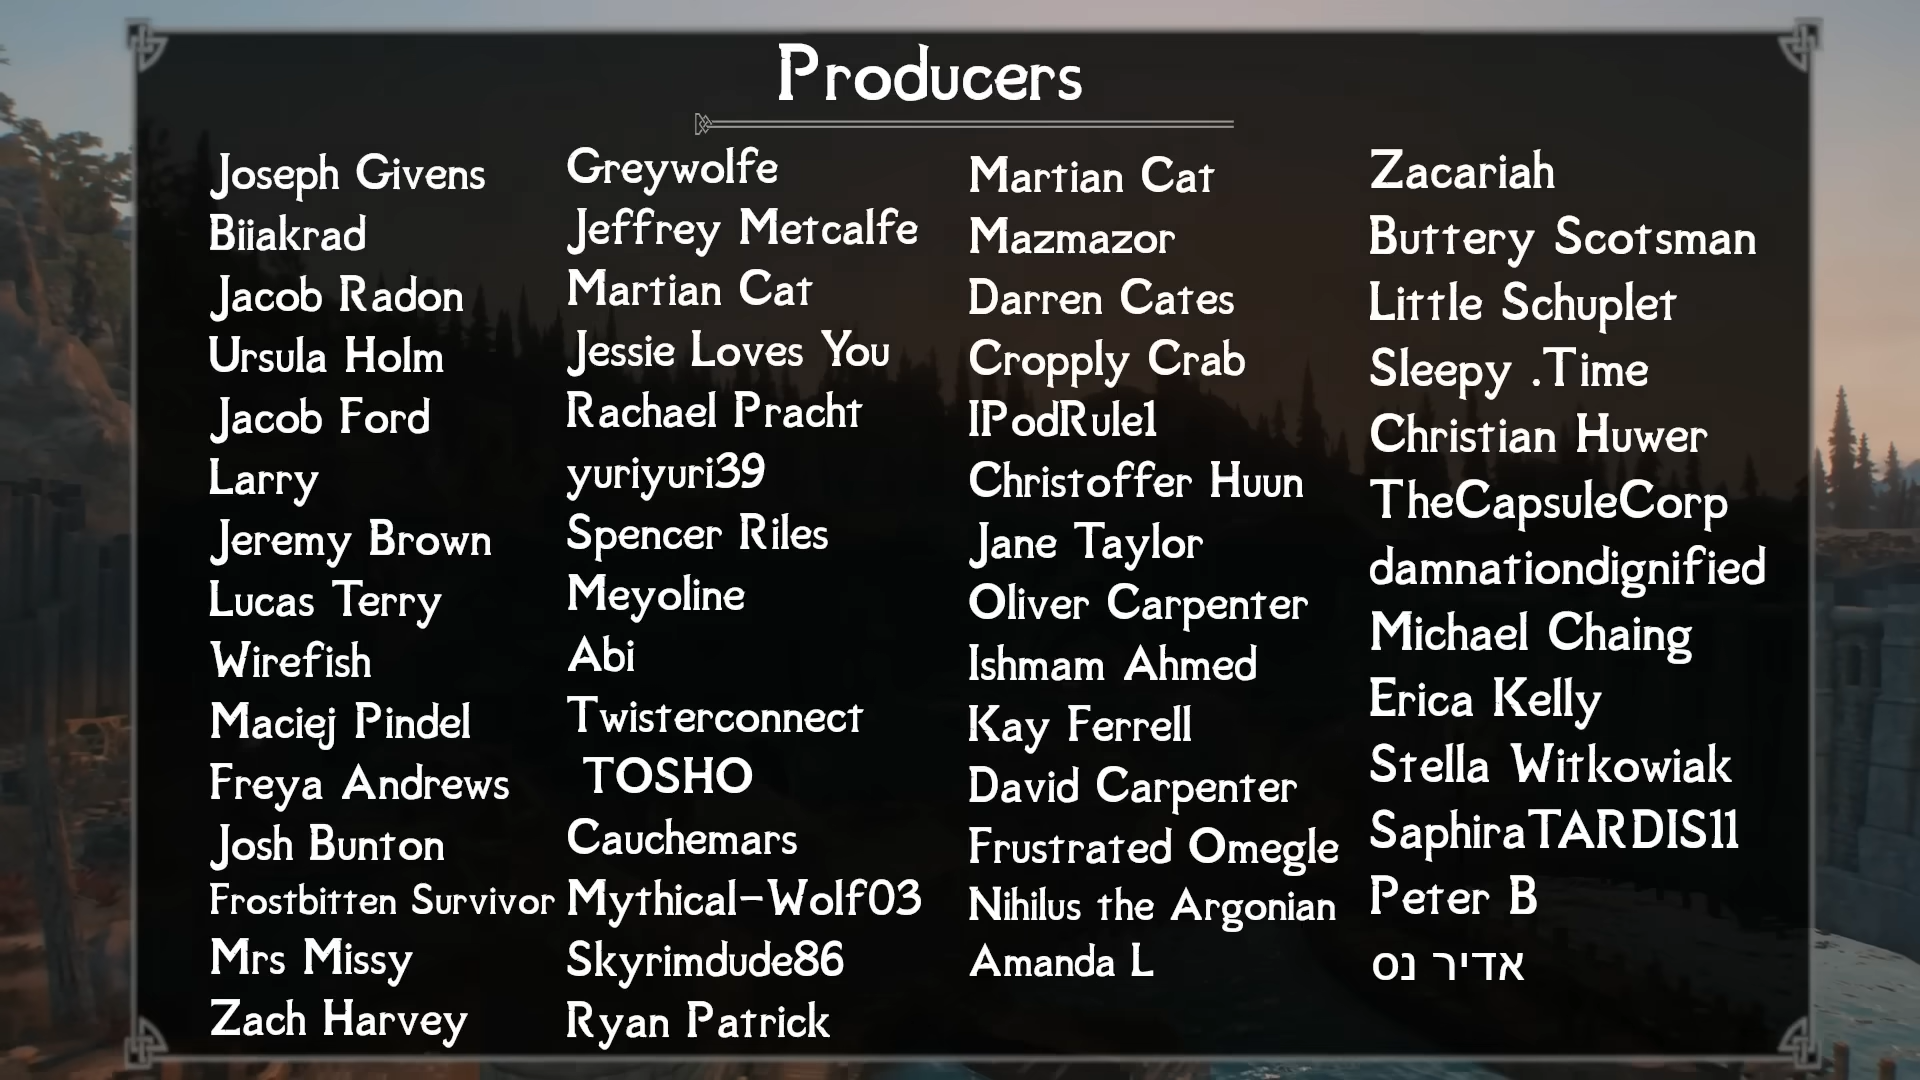 Producers
Joseph Givens
Biiakrad
Jacob Radon
Ursula Holm
Jacob Ford
Larry
Jeremy Brown
Lucas Terry
Wirefish
Maciej Pindel
Freya Andrews
Josh Bunton
Frostbitten Survivor
Mrs Missy
Zach Harvey
Greywolfe
Jeffrey Metcalfe
Martian Cat
Jessie Loves You
Rachael Pracht
yuriyuri39
Spencer Riles
Meyoline
Abi
Twisterconnect
TOSHO
Cauchemars
Mythical-Wolf03
Skyrimdude86
Ryan Patrick
Martian Cat
Mazmazor
Darren Cates
Cropply Crab
IPodRule1
Christoffer Huun
Jane Taylor
Oliver Carpenter
Ishmam Ahmed
Kay Ferrell
David Carpenter
Frustrated Omegle
Nihilus the Argonian
Amanda L
Zacariah
Buttery Scotsman
Little Schuplet
Sleepy .Time
Christian Huwer
TheCapsuleCorp
damnationdignified
Michael Chaing
Erica Kelly
Stella Witkowiak
SaphiraTARDIS11
Peter B
אדיר נס